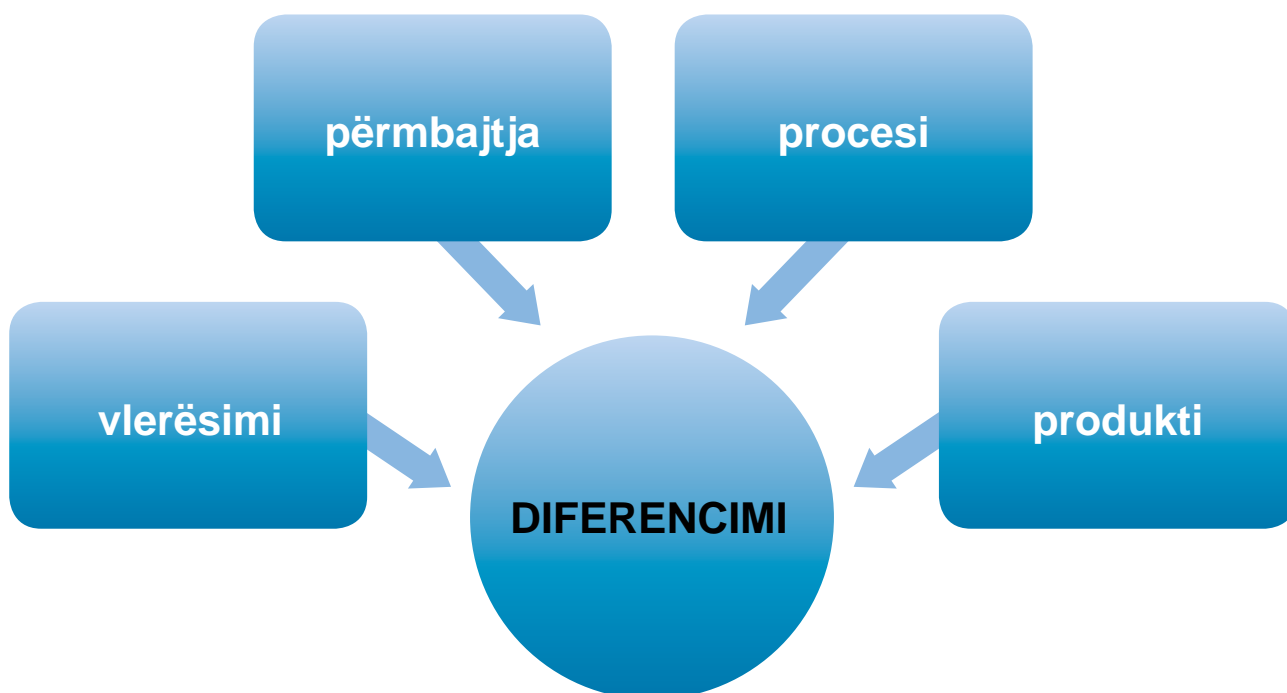 përmbajtja
procesi
vlerësimi
produkti
DIFERENCIMI